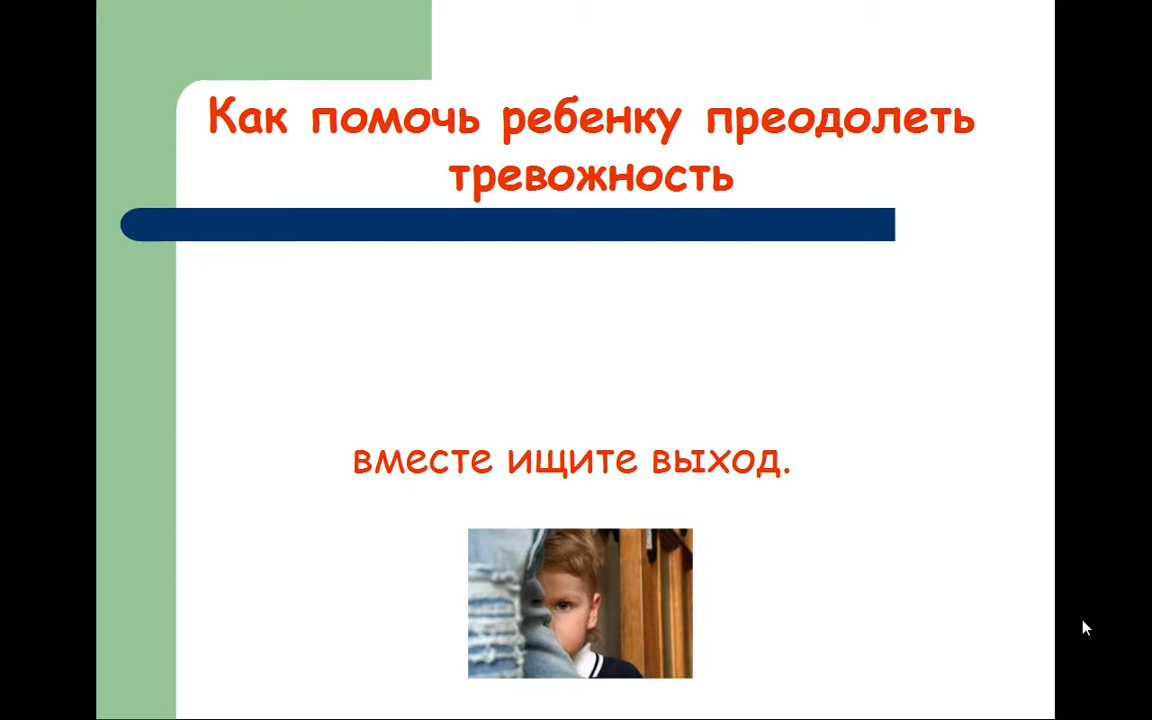 Как помочь ребенку преодолеть
тревожность
вместе ищите выход.